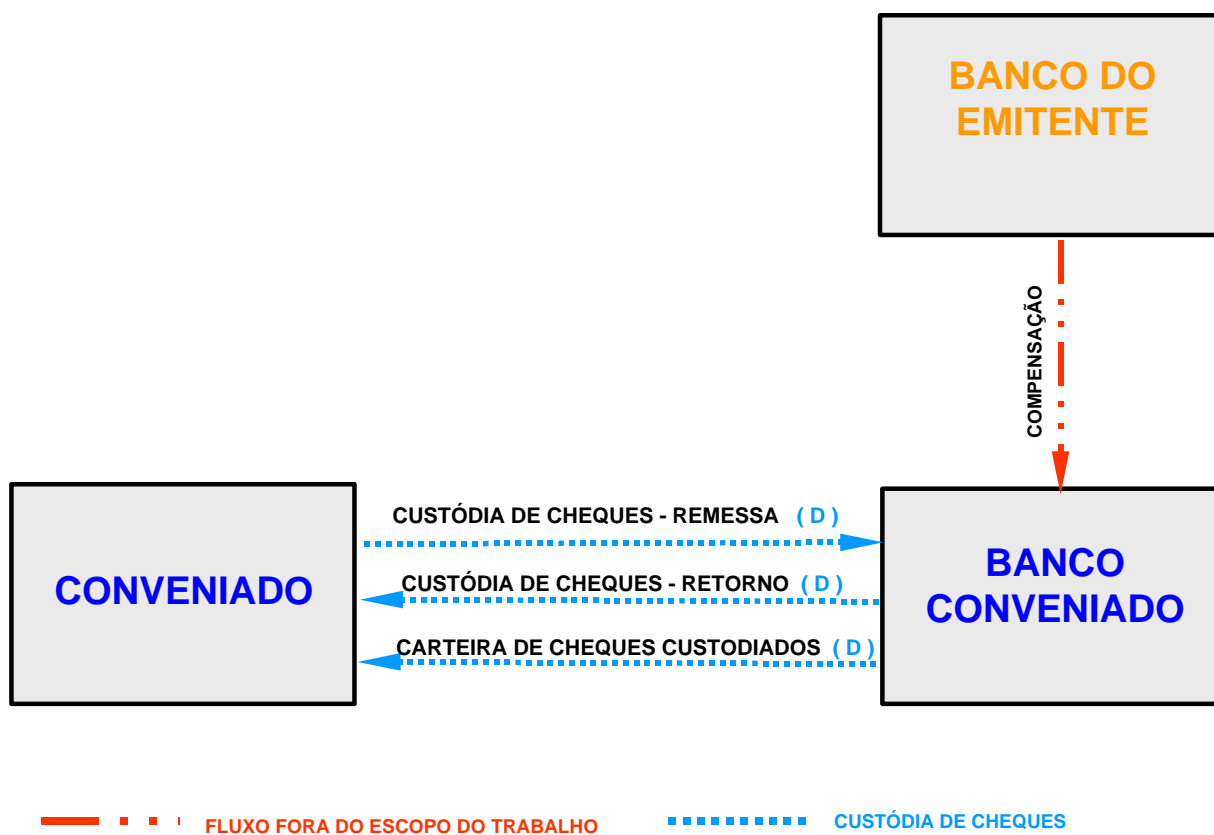 BANCO DO
EMITENTE
COMPENSAÇÃO
CONVENIADO
CUSTÓDIA DE CHEQUES - REMESSA ( D )
CUSTÓDIA DE CHEQUES - RETORNO ( D )
CARTEIRA DE CHEQUES CUSTODIADOS ( D )
BANCO
CONVENIADO
FLUXO FORA DO ESCOPO DO TRABALHO
CUSTÓDIA DE CHEQUES